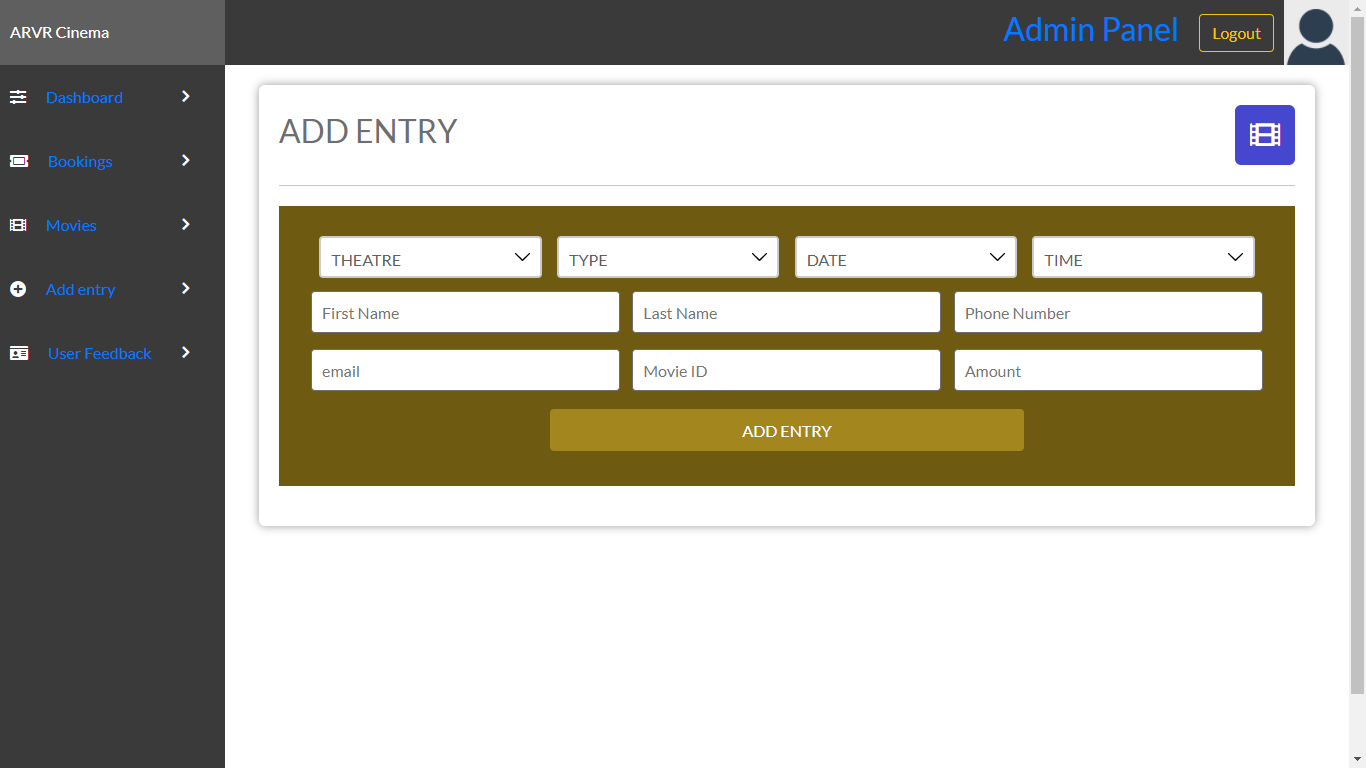 ARVR Cinema
Admin Panel
Logout
Dashboard
Bookings
Movies
Add entry
User Feedback
ADD ENTRY
THEATRE TYPE DATE TIME
First Name Last Name Phone Number
email Movie ID Amount
ADD ENTRY